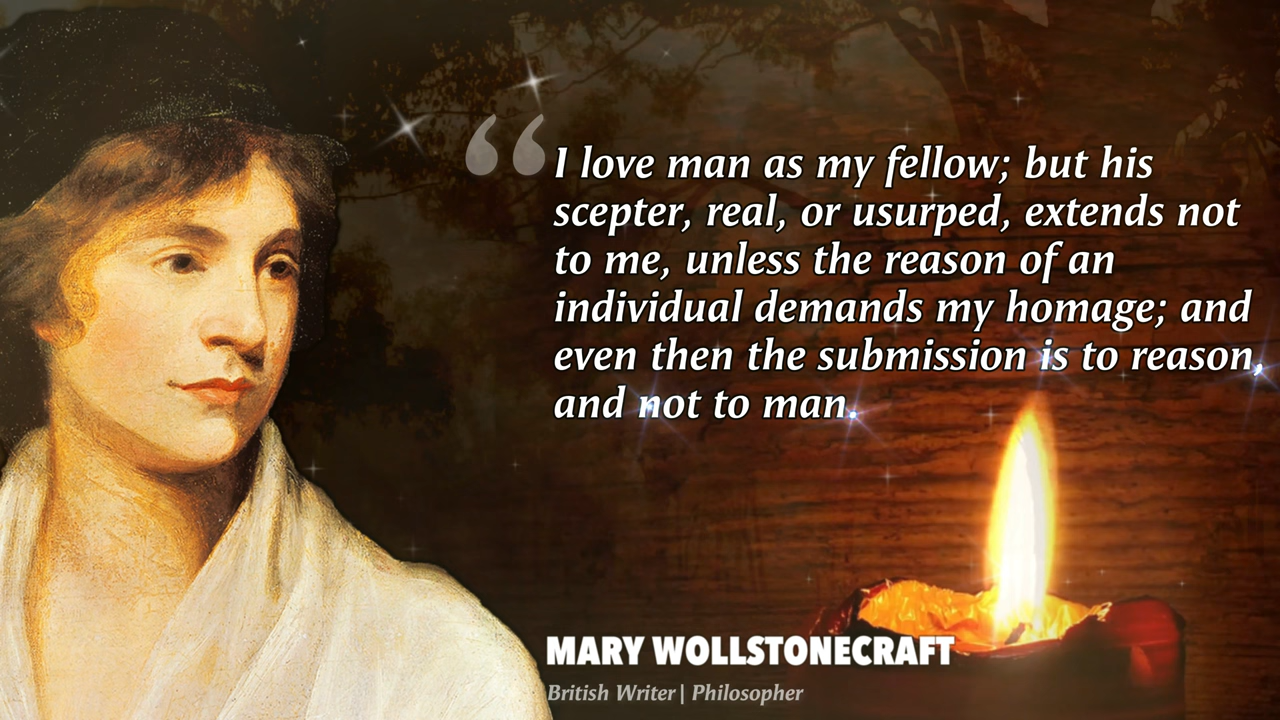 “I love man as my fellow; but his
scepter, real, or usurped, extends not
to me, unless the reason of an
individual demands my homage; and
even then the submission is to reason,
and not to man.
MARY WOLLSTONECRAFT
British Writer | Philosopher